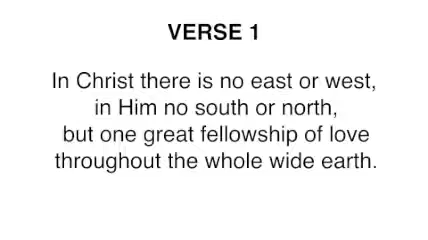 VERSE 1
In Christ there is no east or west,
in Him no south or north,
but one great fellowship of love
throughout the whole wide earth.